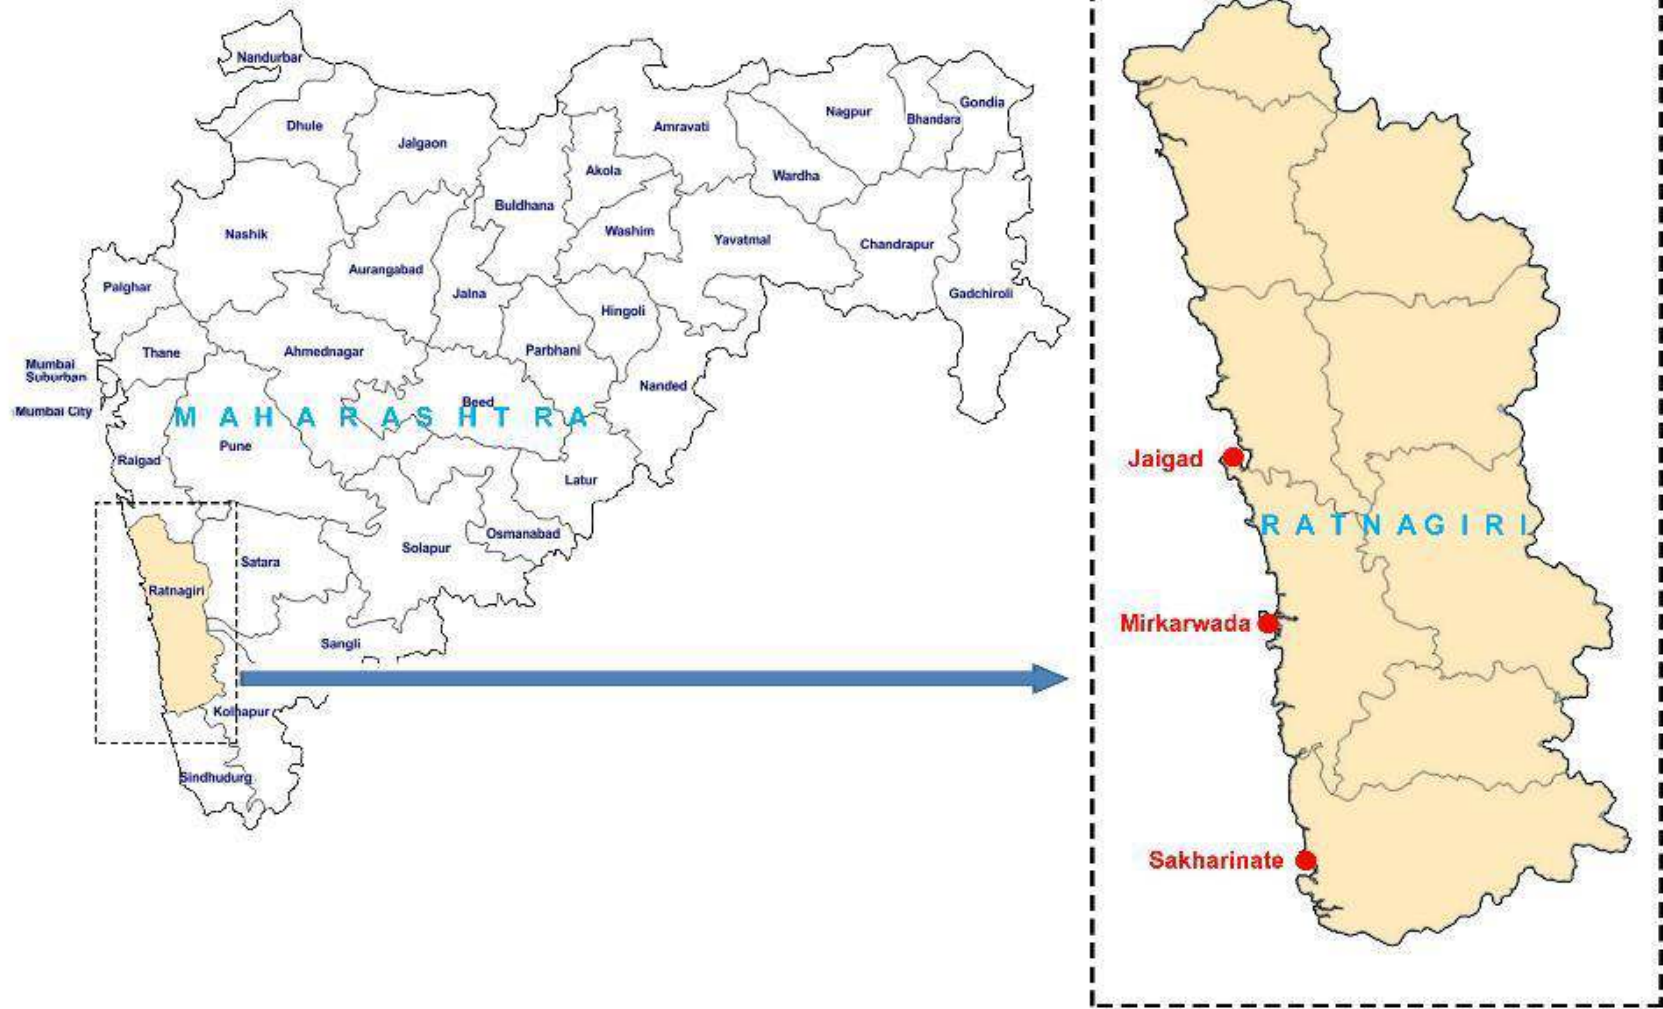 Nandurbar
Dhule
Jalgaon
Amravati
Nagpur
Bhandara
Gondia
Akola
Wardha
Buldhana
Nashik
Washim
Yavatmal
Chandrapur
Aurangabad
Palghar
Jalna
Hingoli
Gadchiroli
Thane
Ahmednagar
Parbhani
Mumbai
Suburban
Nanded
Beed
Mumbai City
MAHARASHTRA
Pune
Raigad
Latur
Osmanabad
Solapur
Satara
Ratnagiri
Sangli
Kolhapur
Sindhudurg
Jaigad
RATNAGIRI
Mirkarwada
Sakharinate